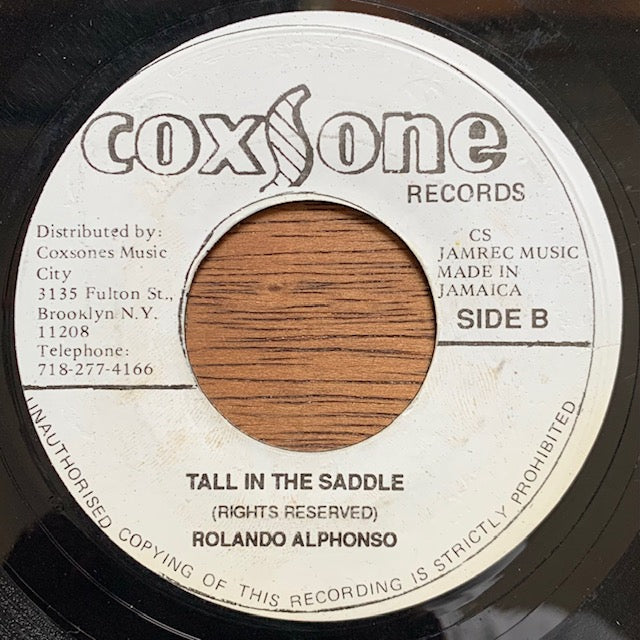 coxsone
RECORDS
Distributed by:
Coxsones Music
City
3135 Fulton St.,
Brooklyn N.Y.
11208
Telephone:
718-277-4166
CS
JAMREC MUSIC
MADE IN
JAMAICA
SIDE B
TALL IN THE SADDLE
(RIGHTS RESERVED)
ROLANDO ALPHONSO
UNAUTHORISED COPYING OF THIS RECORDING IS STRICTLY PROHIBITED